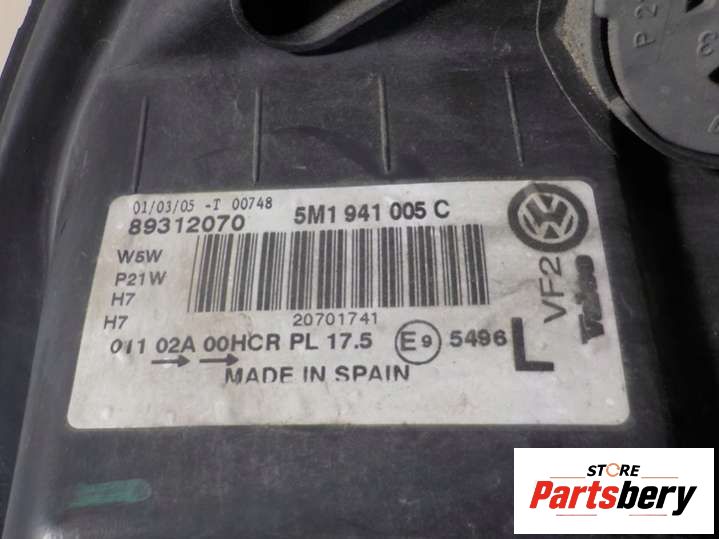 P 2
01/03/05 -T 00748
89312070 5M1 941 005 C
W5W
P21W
H7
H7
20701741
011 02A 00HCR PL 17.5 E9 5496 L
VF2
Valeo
MADE IN SPAIN
STORE
Partsbery